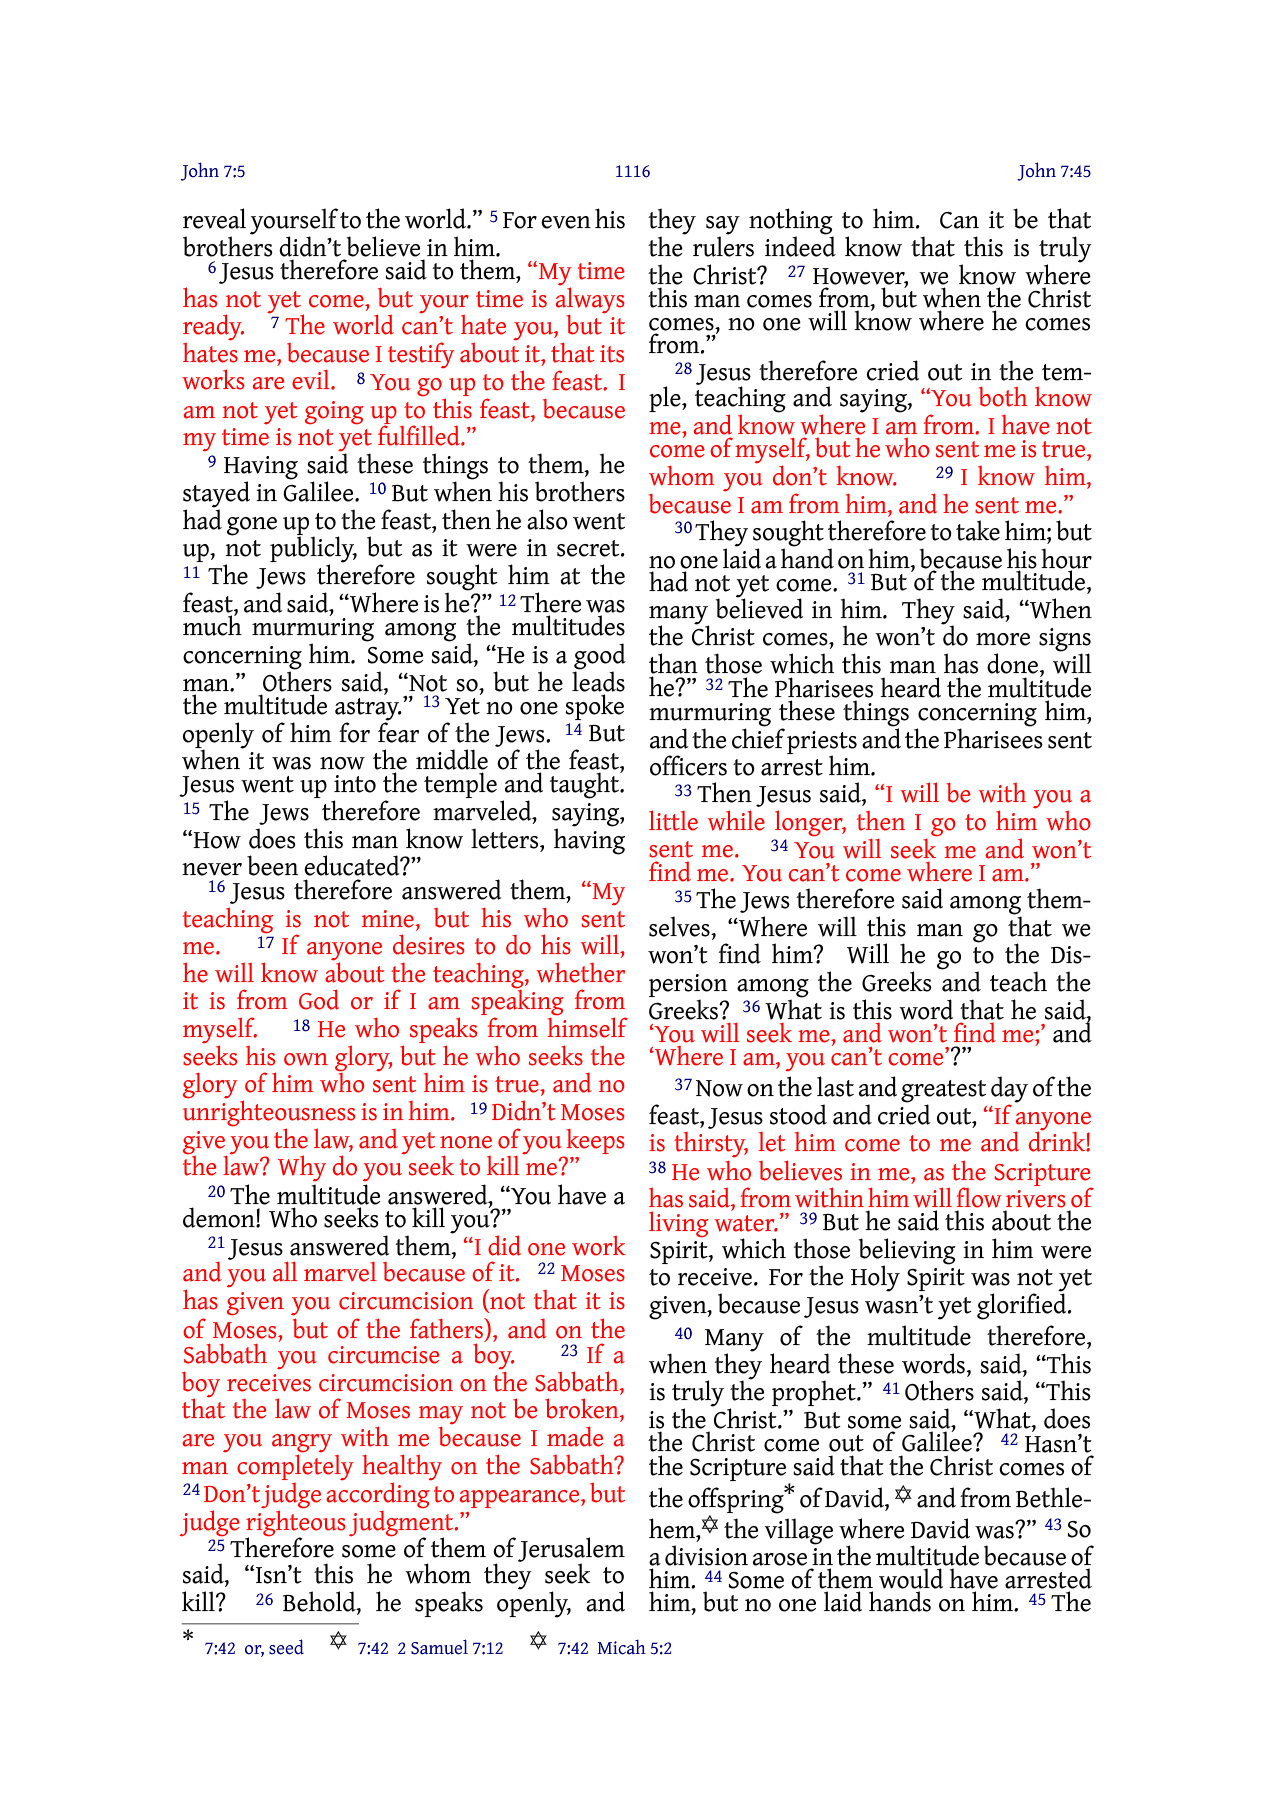 John 7:5 1116 John 7:45
reveal yourself to the world.” 5 For even his
brothers didn’t believe in him.
6 Jesus therefore said to them, “My time
has not yet come, but your time is always
ready. 7 The world can’t hate you, but it
hates me, because I testify about it, that its
works are evil. 8 You go up to the feast. I
am not yet going up to this feast, because
my time is not yet fulfilled.”
9 Having said these things to them, he
stayed in Galilee. 10 But when his brothers
had gone up to the feast, then he also went
up, not publicly, but as it were in secret.
11 The Jews therefore sought him at the
feast, and said, “Where is he?” 12 There was
much murmuring among the multitudes
concerning him. Some said, “He is a good
man.” Others said, “Not so, but he leads
the multitude astray.” 13 Yet no one spoke
openly of him for fear of the Jews. 14 But
when it was now the middle of the feast,
Jesus went up into the temple and taught.
15 The Jews therefore marveled, saying,
“How does this man know letters, having
never been educated?”
16 Jesus therefore answered them, “My
teaching is not mine, but his who sent
me. 17 If anyone desires to do his will,
he will know about the teaching, whether
it is from God or if I am speaking from
myself. 18 He who speaks from himself
seeks his own glory, but he who seeks the
glory of him who sent him is true, and no
unrighteousness is in him. 19 Didn’t Moses
give you the law, and yet none of you keeps
the law? Why do you seek to kill me?”
20 The multitude answered, “You have a
demon! Who seeks to kill you?”
21 Jesus answered them, “I did one work
and you all marvel because of it. 22 Moses
has given you circumcision (not that it is
of Moses, but of the fathers), and on the
Sabbath you circumcise a boy. 23 If a
boy receives circumcision on the Sabbath,
that the law of Moses may not be broken,
are you angry with me because I made a
man completely healthy on the Sabbath?
24 Don’t judge according to appearance, but
judge righteous judgment.”
25 Therefore some of them of Jerusalem
said, “Isn’t this he whom they seek to
kill? 26 Behold, he speaks openly, and
they say nothing to him. Can it be that
the rulers indeed know that this is truly
the Christ? 27 However, we know where
this man comes from, but when the Christ
comes, no one will know where he comes
from.”
28 Jesus therefore cried out in the tem-
ple, teaching and saying, “You both know
me, and know where I am from. I have not
come of myself, but he who sent me is true,
whom you don’t know. 29 I know him,
because I am from him, and he sent me.”
30 They sought therefore to take him; but
no one laid a hand on him, because his hour
had not yet come. 31 But of the multitude,
many believed in him. They said, “When
the Christ comes, he won’t do more signs
than those which this man has done, will
he?” 32 The Pharisees heard the multitude
murmuring these things concerning him,
and the chief priests and the Pharisees sent
officers to arrest him.
33 Then Jesus said, “I will be with you a
little while longer, then I go to him who
sent me. 34 You will seek me and won’t
find me. You can’t come where I am.”
35 The Jews therefore said among them-
selves, “Where will this man go that we
won’t find him? Will he go to the Dis-
persion among the Greeks and teach the
Greeks? 36 What is this word that he said,
‘You will seek me, and won’t find me;’ and
‘Where I am, you can’t come’?”
37 Now on the last and greatest day of the
feast, Jesus stood and cried out, “If anyone
is thirsty, let him come to me and drink!
38 He who believes in me, as the Scripture
has said, from within him will flow rivers of
living water.” 39 But he said this about the
Spirit, which those believing in him were
to receive. For the Holy Spirit was not yet
given, because Jesus wasn’t yet glorified.
40 Many of the multitude therefore,
when they heard these words, said, “This
is truly the prophet.” 41 Others said, “This
is the Christ.” But some said, “What, does
the Christ come out of Galilee? 42 Hasn’t
the Scripture said that the Christ comes of
the offspring* of David, ✡ and from Bethle-
hem,✡ the village where David was?” 43 So
a division arose in the multitude because of
him. 44 Some of them would have arrested
him, but no one laid hands on him. 45 The
* 7:42 or, seed ✡ 7:42 2 Samuel 7:12 ✡ 7:42 Micah 5:2